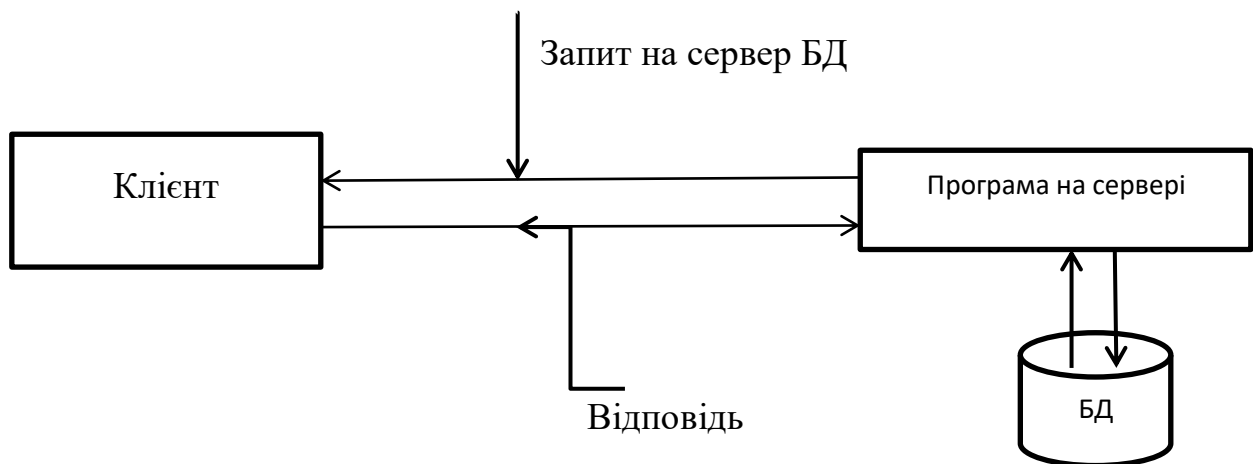 Запит на сервер БД
Клієнт
Програма на сервері
Відповідь
БД